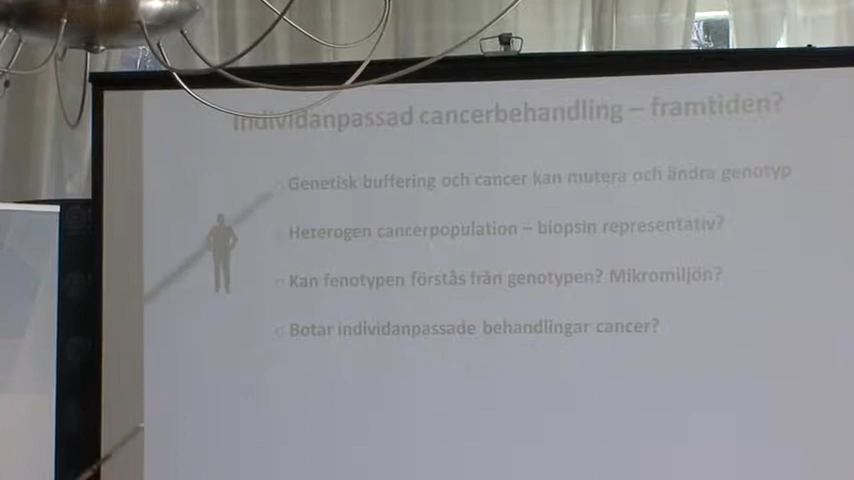 Individanpassad cancerbehandling – framtiden?
Genetisk buffering och cancer kan mutera och ändra genotyp
Heterogen cancerpopulation – biopsin representativ?
Kan fenotypen förstås från genotypen? Mikromiljön?
Botar individanpassade behandlingar cancer?